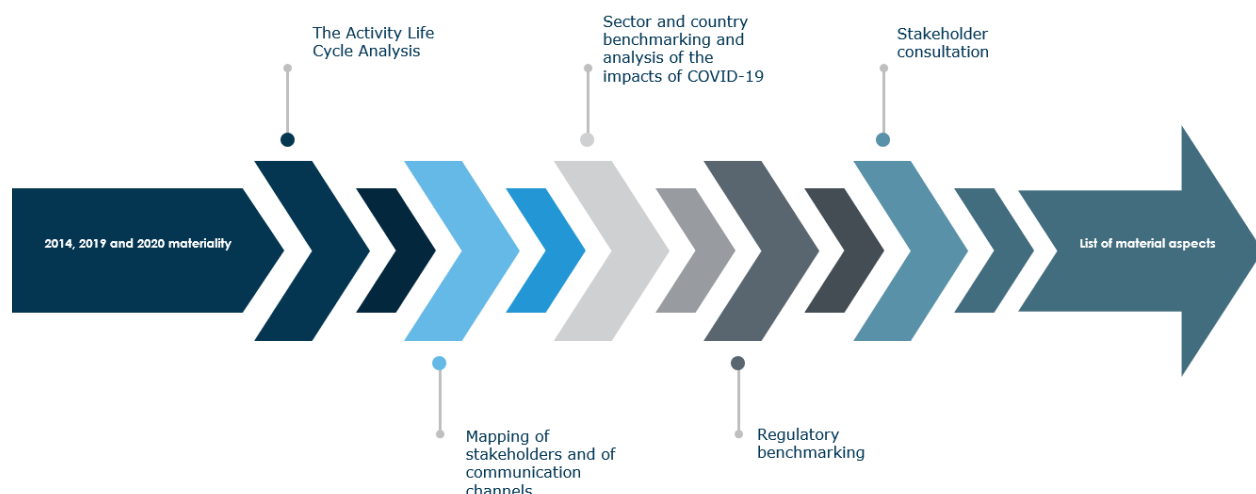 The Activity Life
Cycle Analysis
Sector and country
benchmarking and
analysis of the
impacts of COVID-19
Stakeholder
consultation
2014, 2019 and 2020 materiality
List of material aspects
Mapping of
stakeholders and of
communication
channels
Regulatory
benchmarking